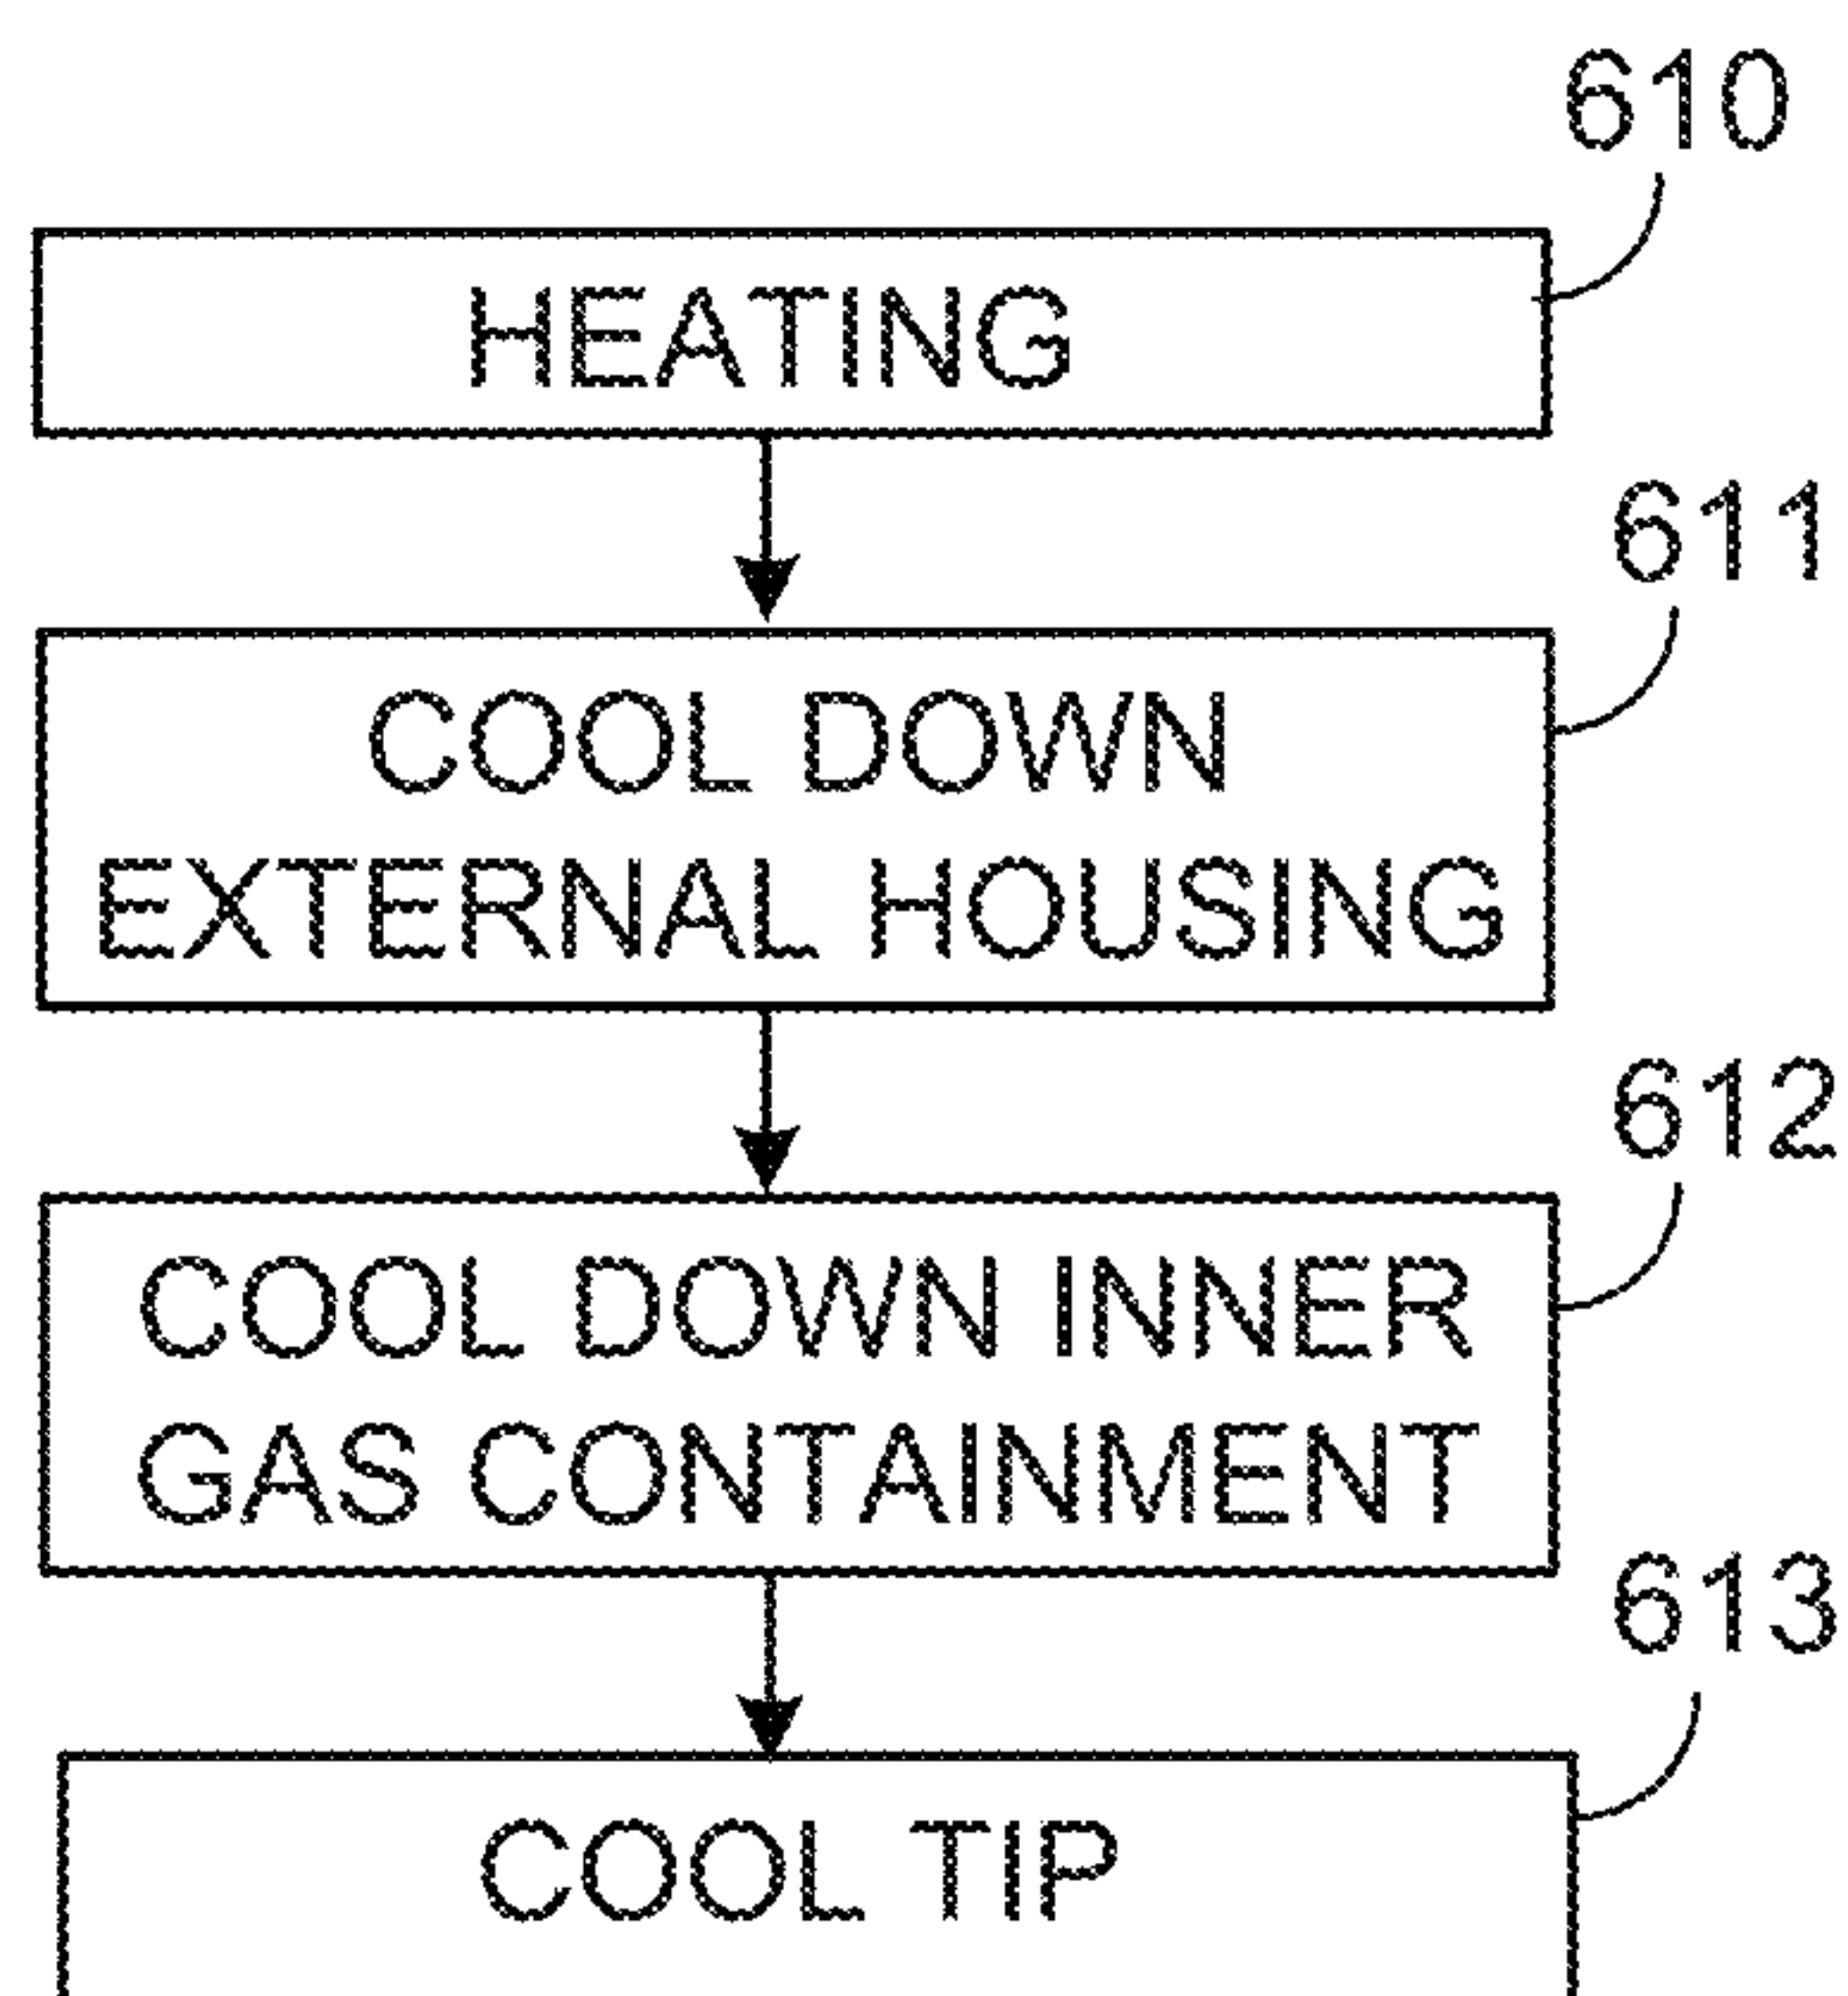 610
HEATING
611
COOL DOWN
EXTERNAL HOUSING
612
COOL DOWN INNER
GAS CONTAINMENT
613
COOL TIP